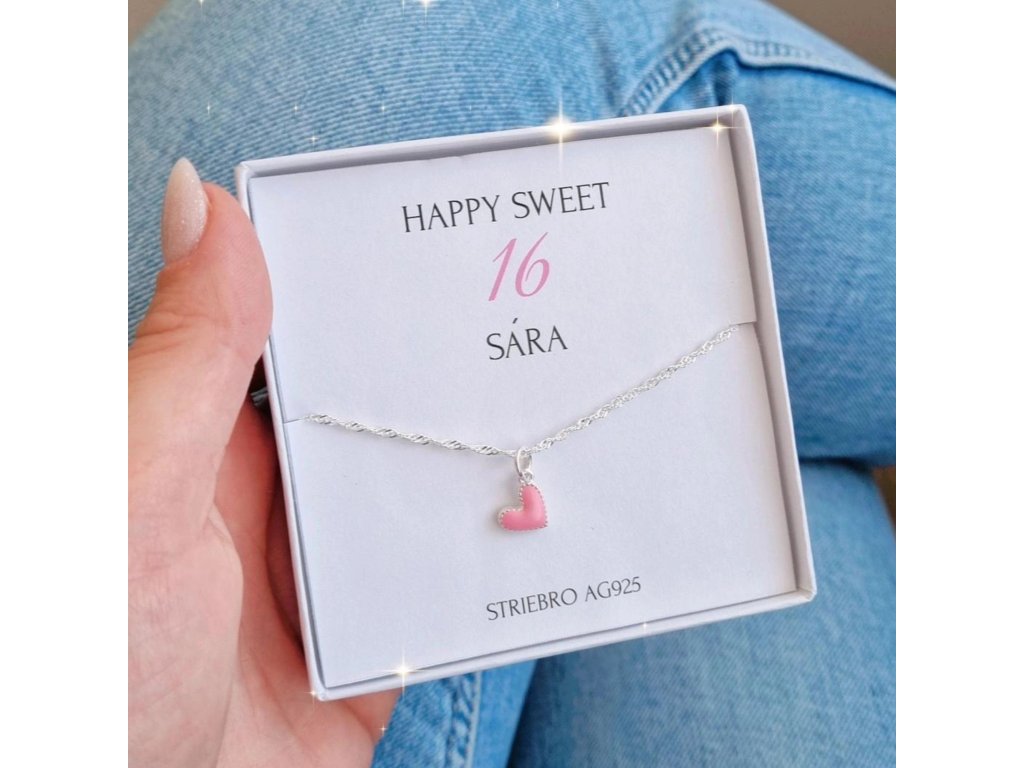 HAPPY SWEET
16
SÁRA
STRIEBRO AG925